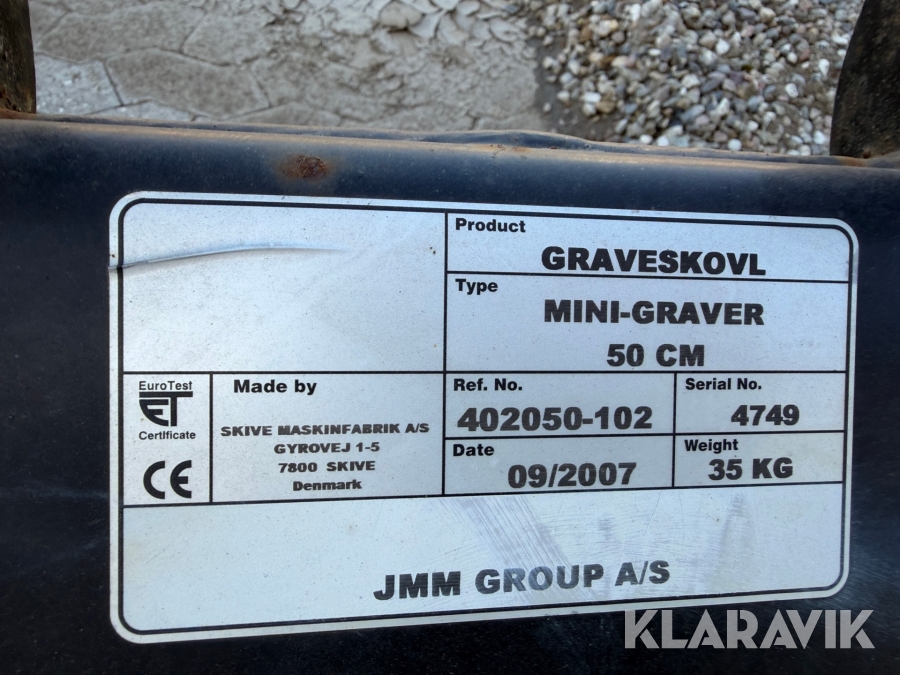 Product
GRAVESKOVL
Type
MINI-GRAVER
50 CM
EuroTest
ET
Certificate
CE
Made by
SKIVE MASKINFABRIK A/S
GYROVEJ 1-5
7800 SKIVE
Denmark
Ref. No.
402050-102
Serial No.
4749
Date
09/2007
Weight
35 KG
JMM GROUP A/S
KLARAVIK